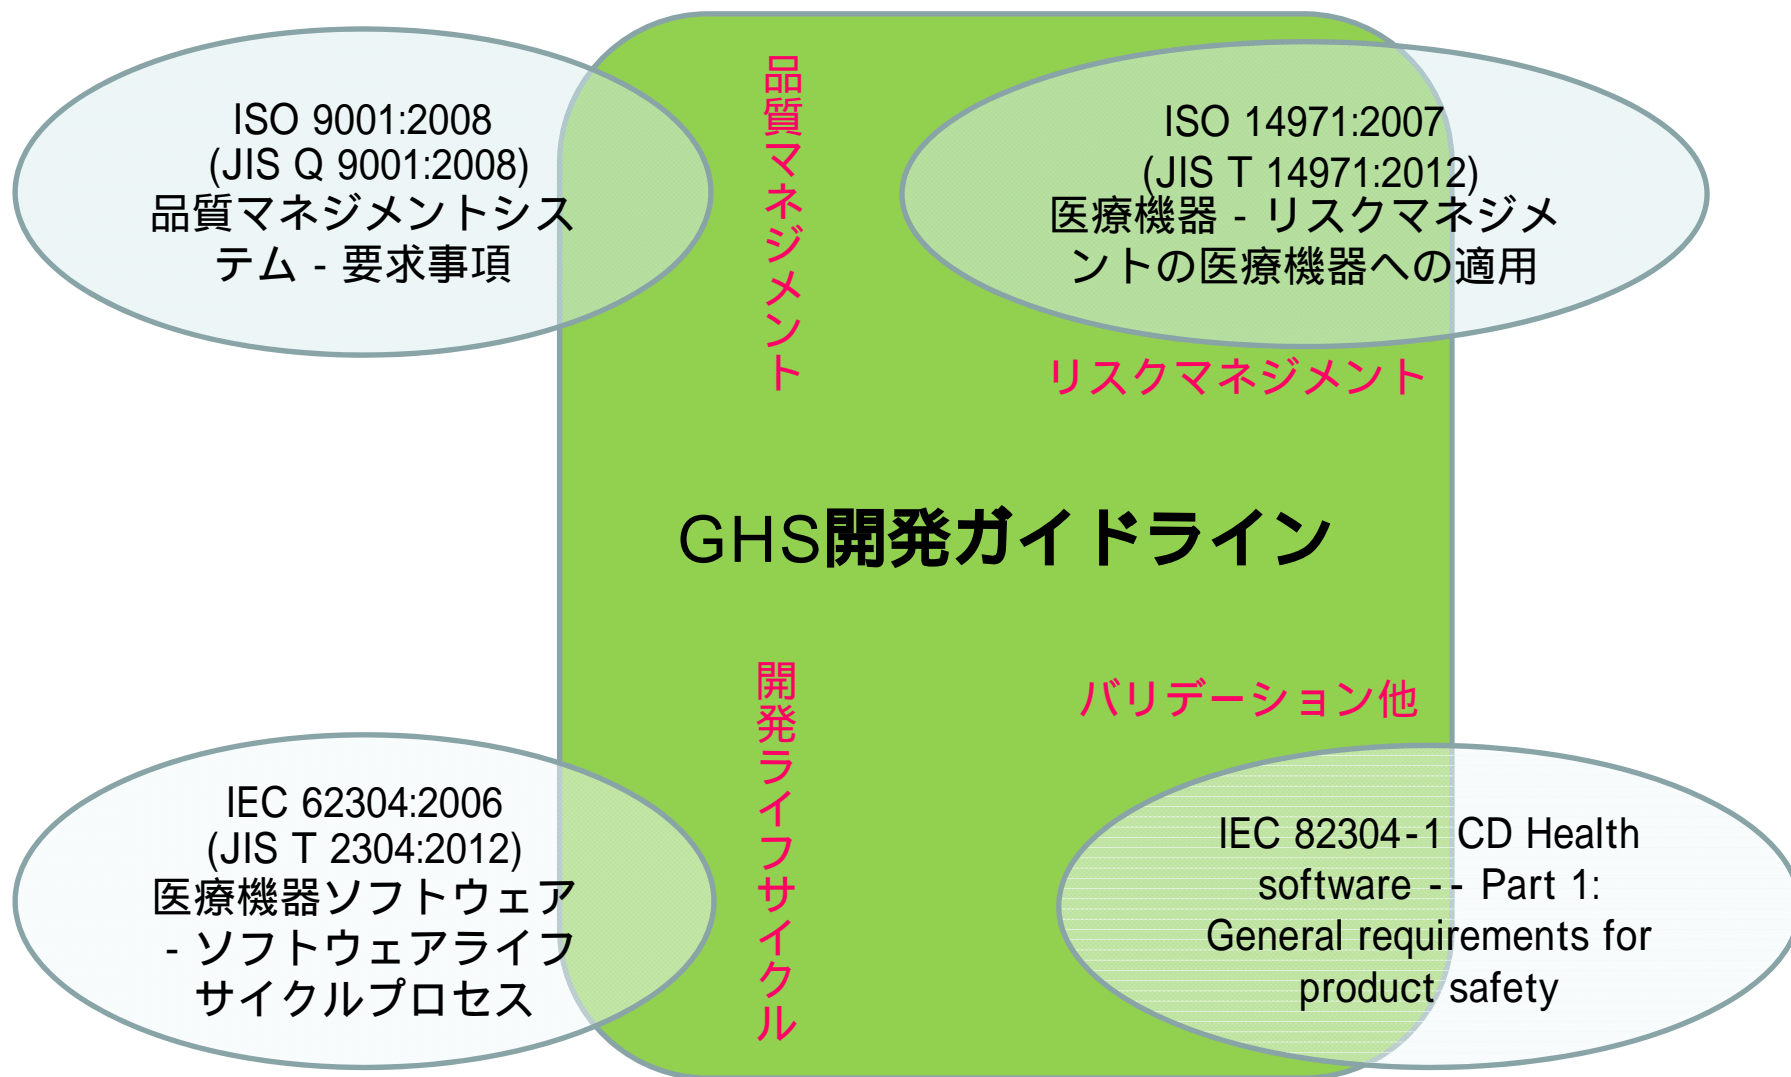 ISO 9001:2008
(JIS Q 9001:2008)
品質マネジメントシス
テム - 要求事項
品質マネジメント
ISO 14971:2007
(JIS T 14971:2012)
医療機器 - リスクマネジメ
ントの医療機器への適用
リスクマネジメント
GHS開発ガイドライン
開発ライフサイクル
バリデーション他
IEC 62304:2006
(JIS T 2304:2012)
医療機器ソフトウェア
- ソフトウェアライフ
サイクルプロセス
IEC 82304-1 CD Health
software -- Part 1:
General requirements for
product safety